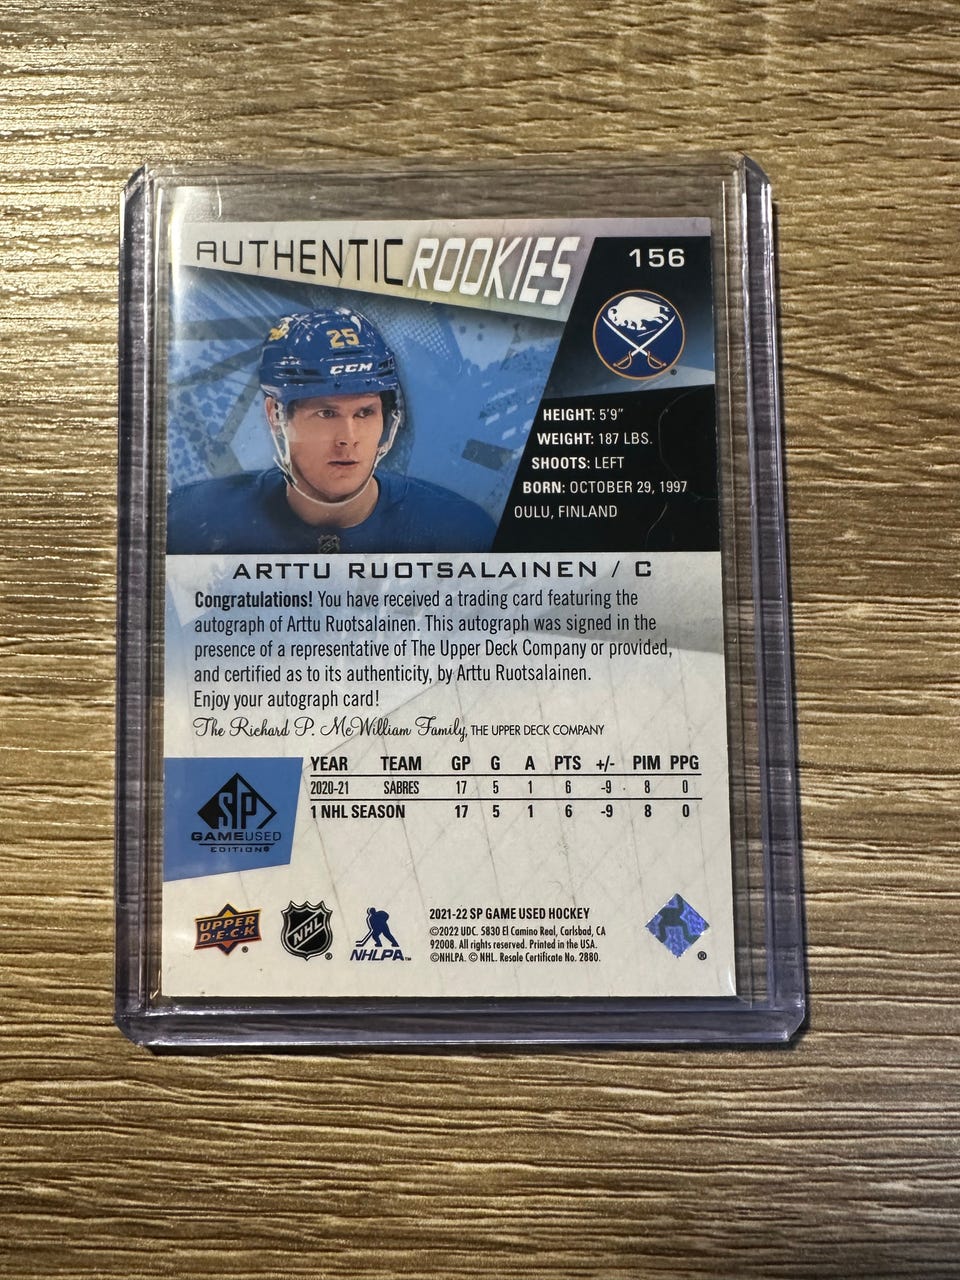 AUTHENTIC ROOKIES
156
25
CCM
HEIGHT: 5'9"
WEIGHT: 187 LBS.
SHOOTS: LEFT
BORN: OCTOBER 29, 1997
OULU, FINLAND
ARTTU RUOTSALAINEN / C
Congratulations! You have received a trading card featuring the
autograph of Arttu Ruotsalainen. This autograph was signed in the
presence of a representative of The Upper Deck Company or provided,
and certified as to its authenticity, by Arttu Ruotsalainen.
Enjoy your autograph card!
The Richard P. McWilliam Family, THE UPPER DECK COMPANY
YEAR TEAM GP G A PTS +/- PIM PPG
2020-21 SABRES 17 5 1 6 -9 8 0
1 NHL SEASON 17 5 1 6 -9 8 0
SP
GAMEUSED
EDITION®
UPPER
D·E·C·K®
NHL®
NHLPA™
2021-22 SP GAME USED HOCKEY
©2022 UDC. 5830 El Camino Real, Carlsbad, CA
92008. All rights reserved. Printed in the USA.
©NHLPA. © NHL. Resale Certificate No. 2880.
®